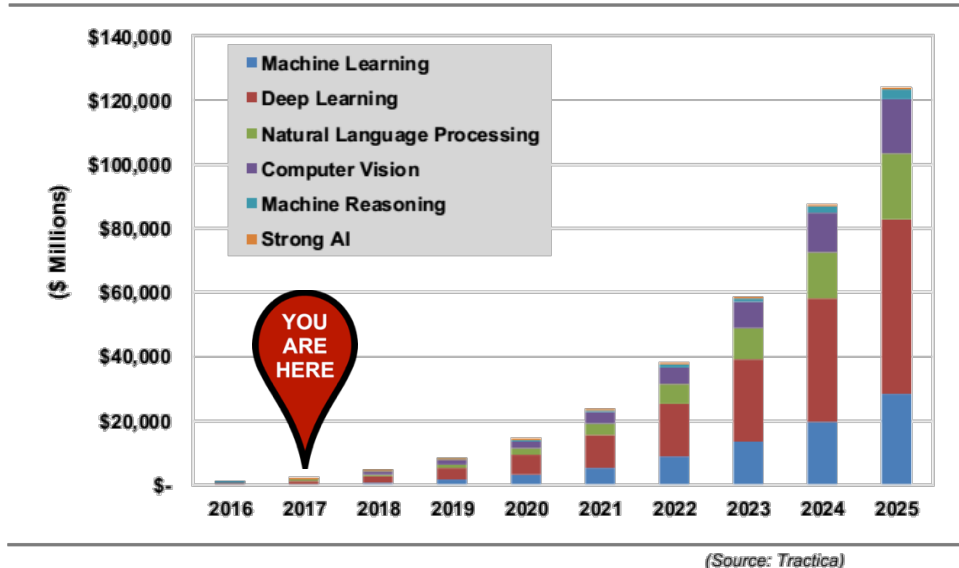 $140,000
$120,000
$100,000
$80,000
$60,000
$40,000
$20,000
$-
($ Millions)
Machine Learning
Deep Learning
Natural Language Processing
Computer Vision
Machine Reasoning
Strong AI
YOU
ARE
HERE
2016 2017 2018 2019 2020 2021 2022 2023 2024 2025
(Source: Tractica)